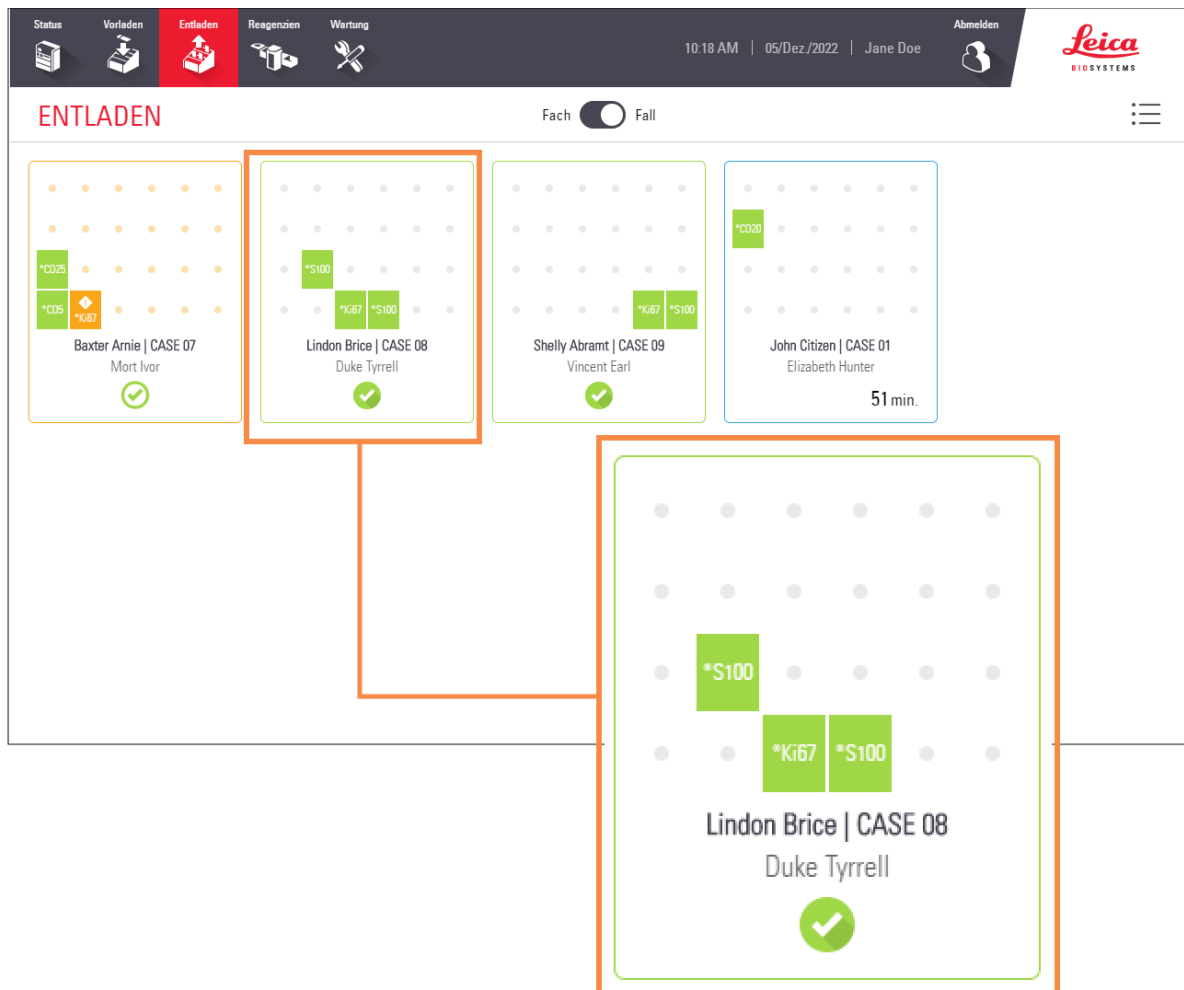 Status Vorladen Entladen Reagenzien Wartung Abmelden
10:18 AM | 05/Dez./2022 | Jane Doe
Leica
BIOSYSTEMS
ENTLADEN
Fach Fall
*CD25
*CD5 *Ki67
Baxter Arnie | CASE 07
Mort Ivor
*S100
*Ki67 *S100
Lindon Brice | CASE 08
Duke Tyrrell
*Ki67 *S100
Shelly Abramt | CASE 09
Vincent Earl
*CD20
John Citizen | CASE 01
Elizabeth Hunter
51 min.
*S100
*Ki67 *S100
Lindon Brice | CASE 08
Duke Tyrrell